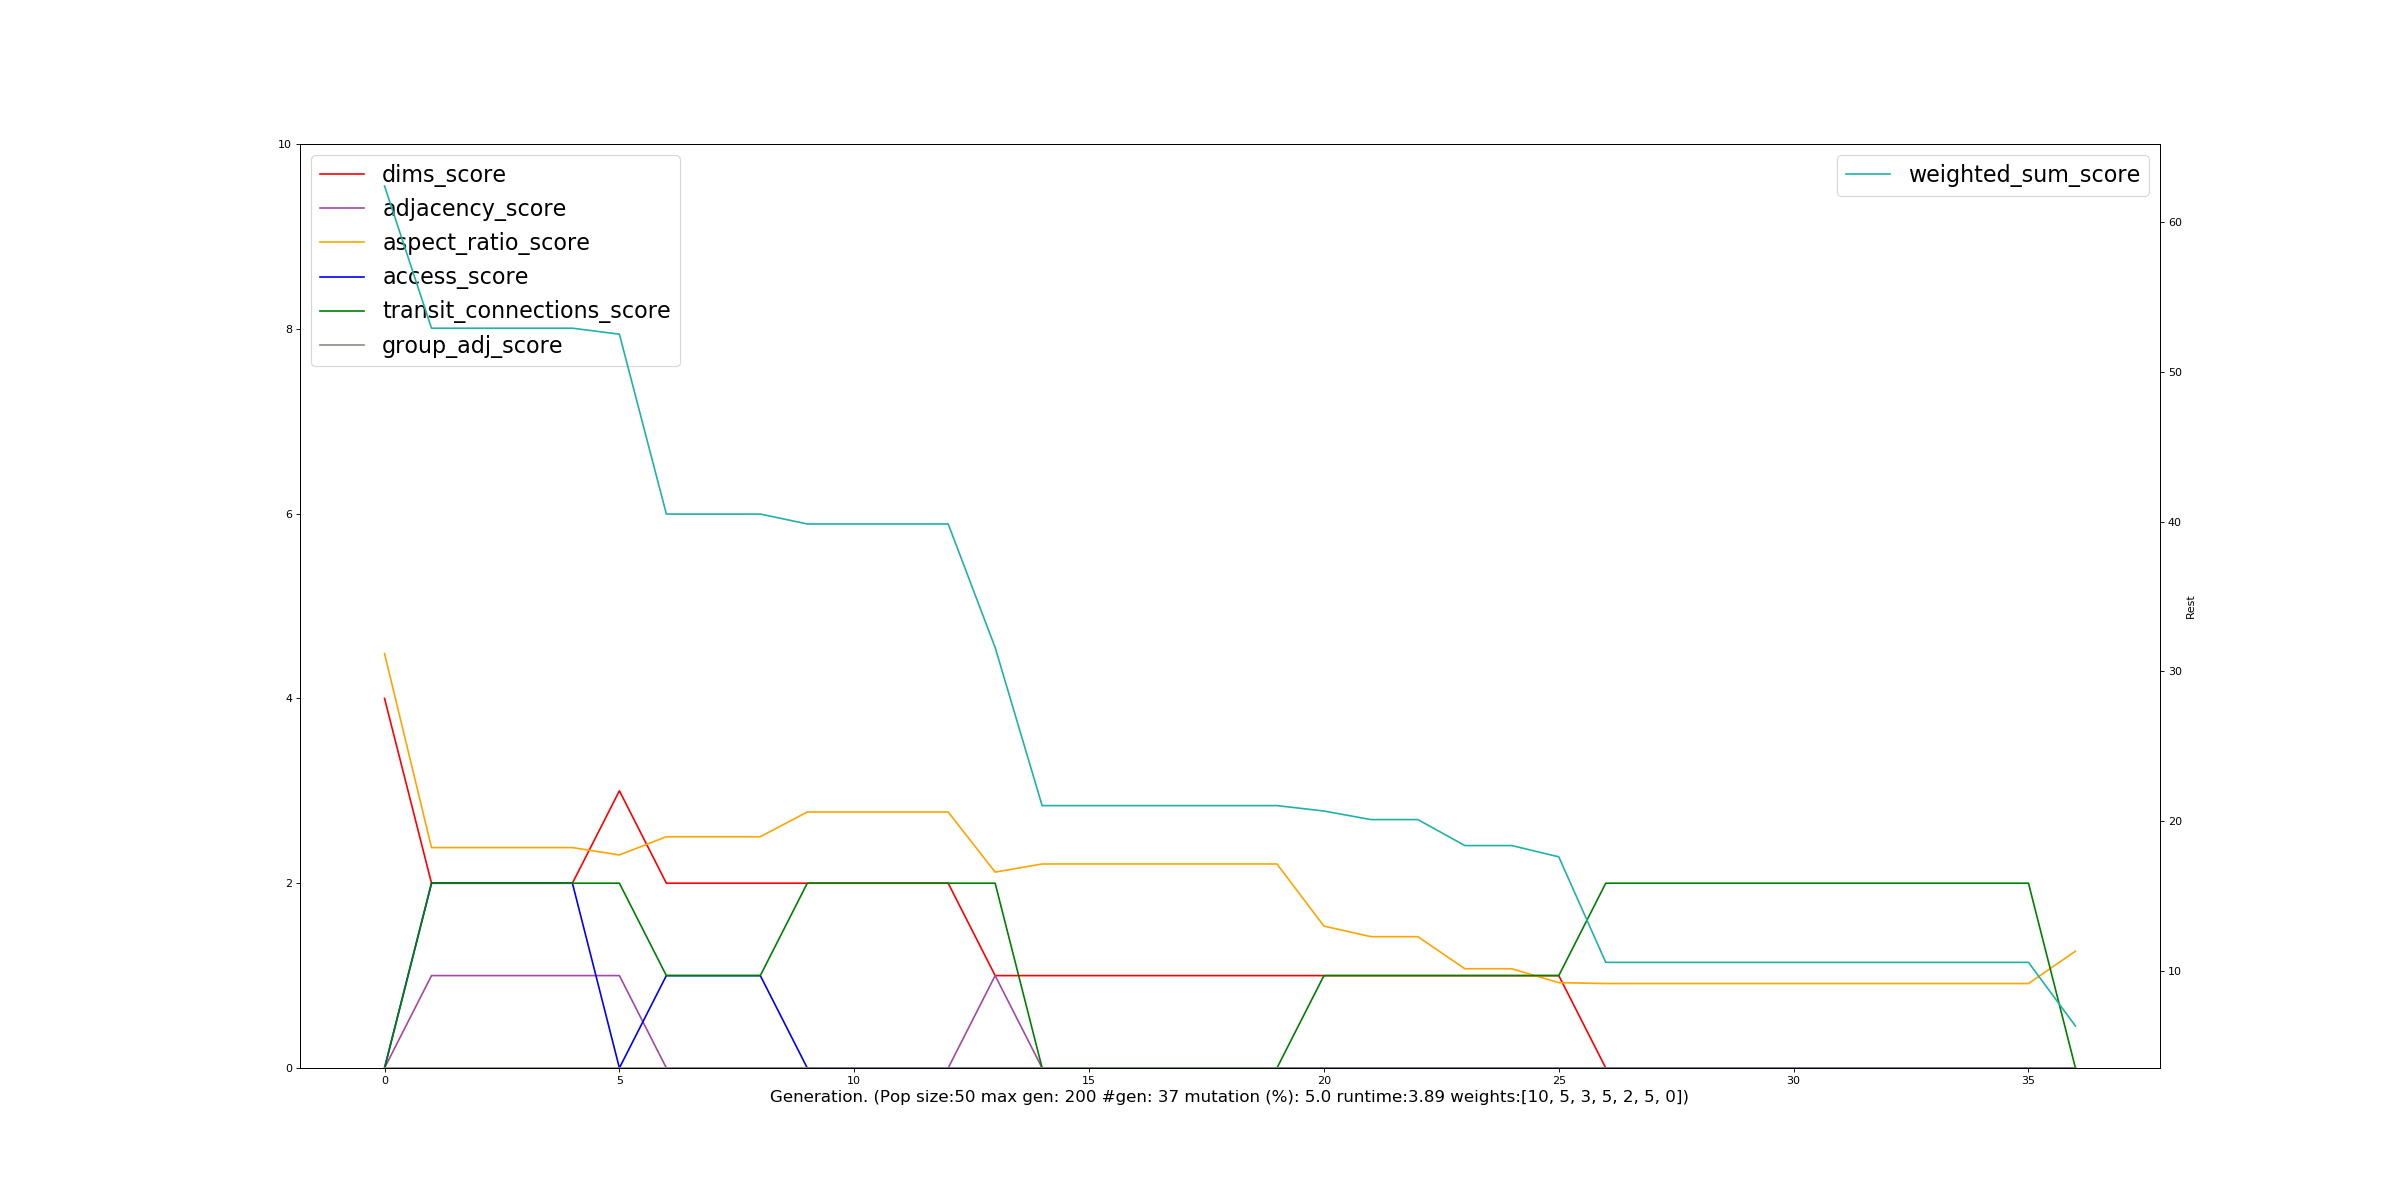 10
8
6
4
2
0
dims_score
adjacency_score
aspect_ratio_score
access_score
transit_connections_score
group_adj_score
weighted_sum_score
60
50
40
30
20
10
Rest
0 5 10 15 20 25 30 35
Generation. (Pop size:50 max gen: 200 #gen: 37 mutation (%): 5.0 runtime:3.89 weights:[10, 5, 3, 5, 2, 5, 0])